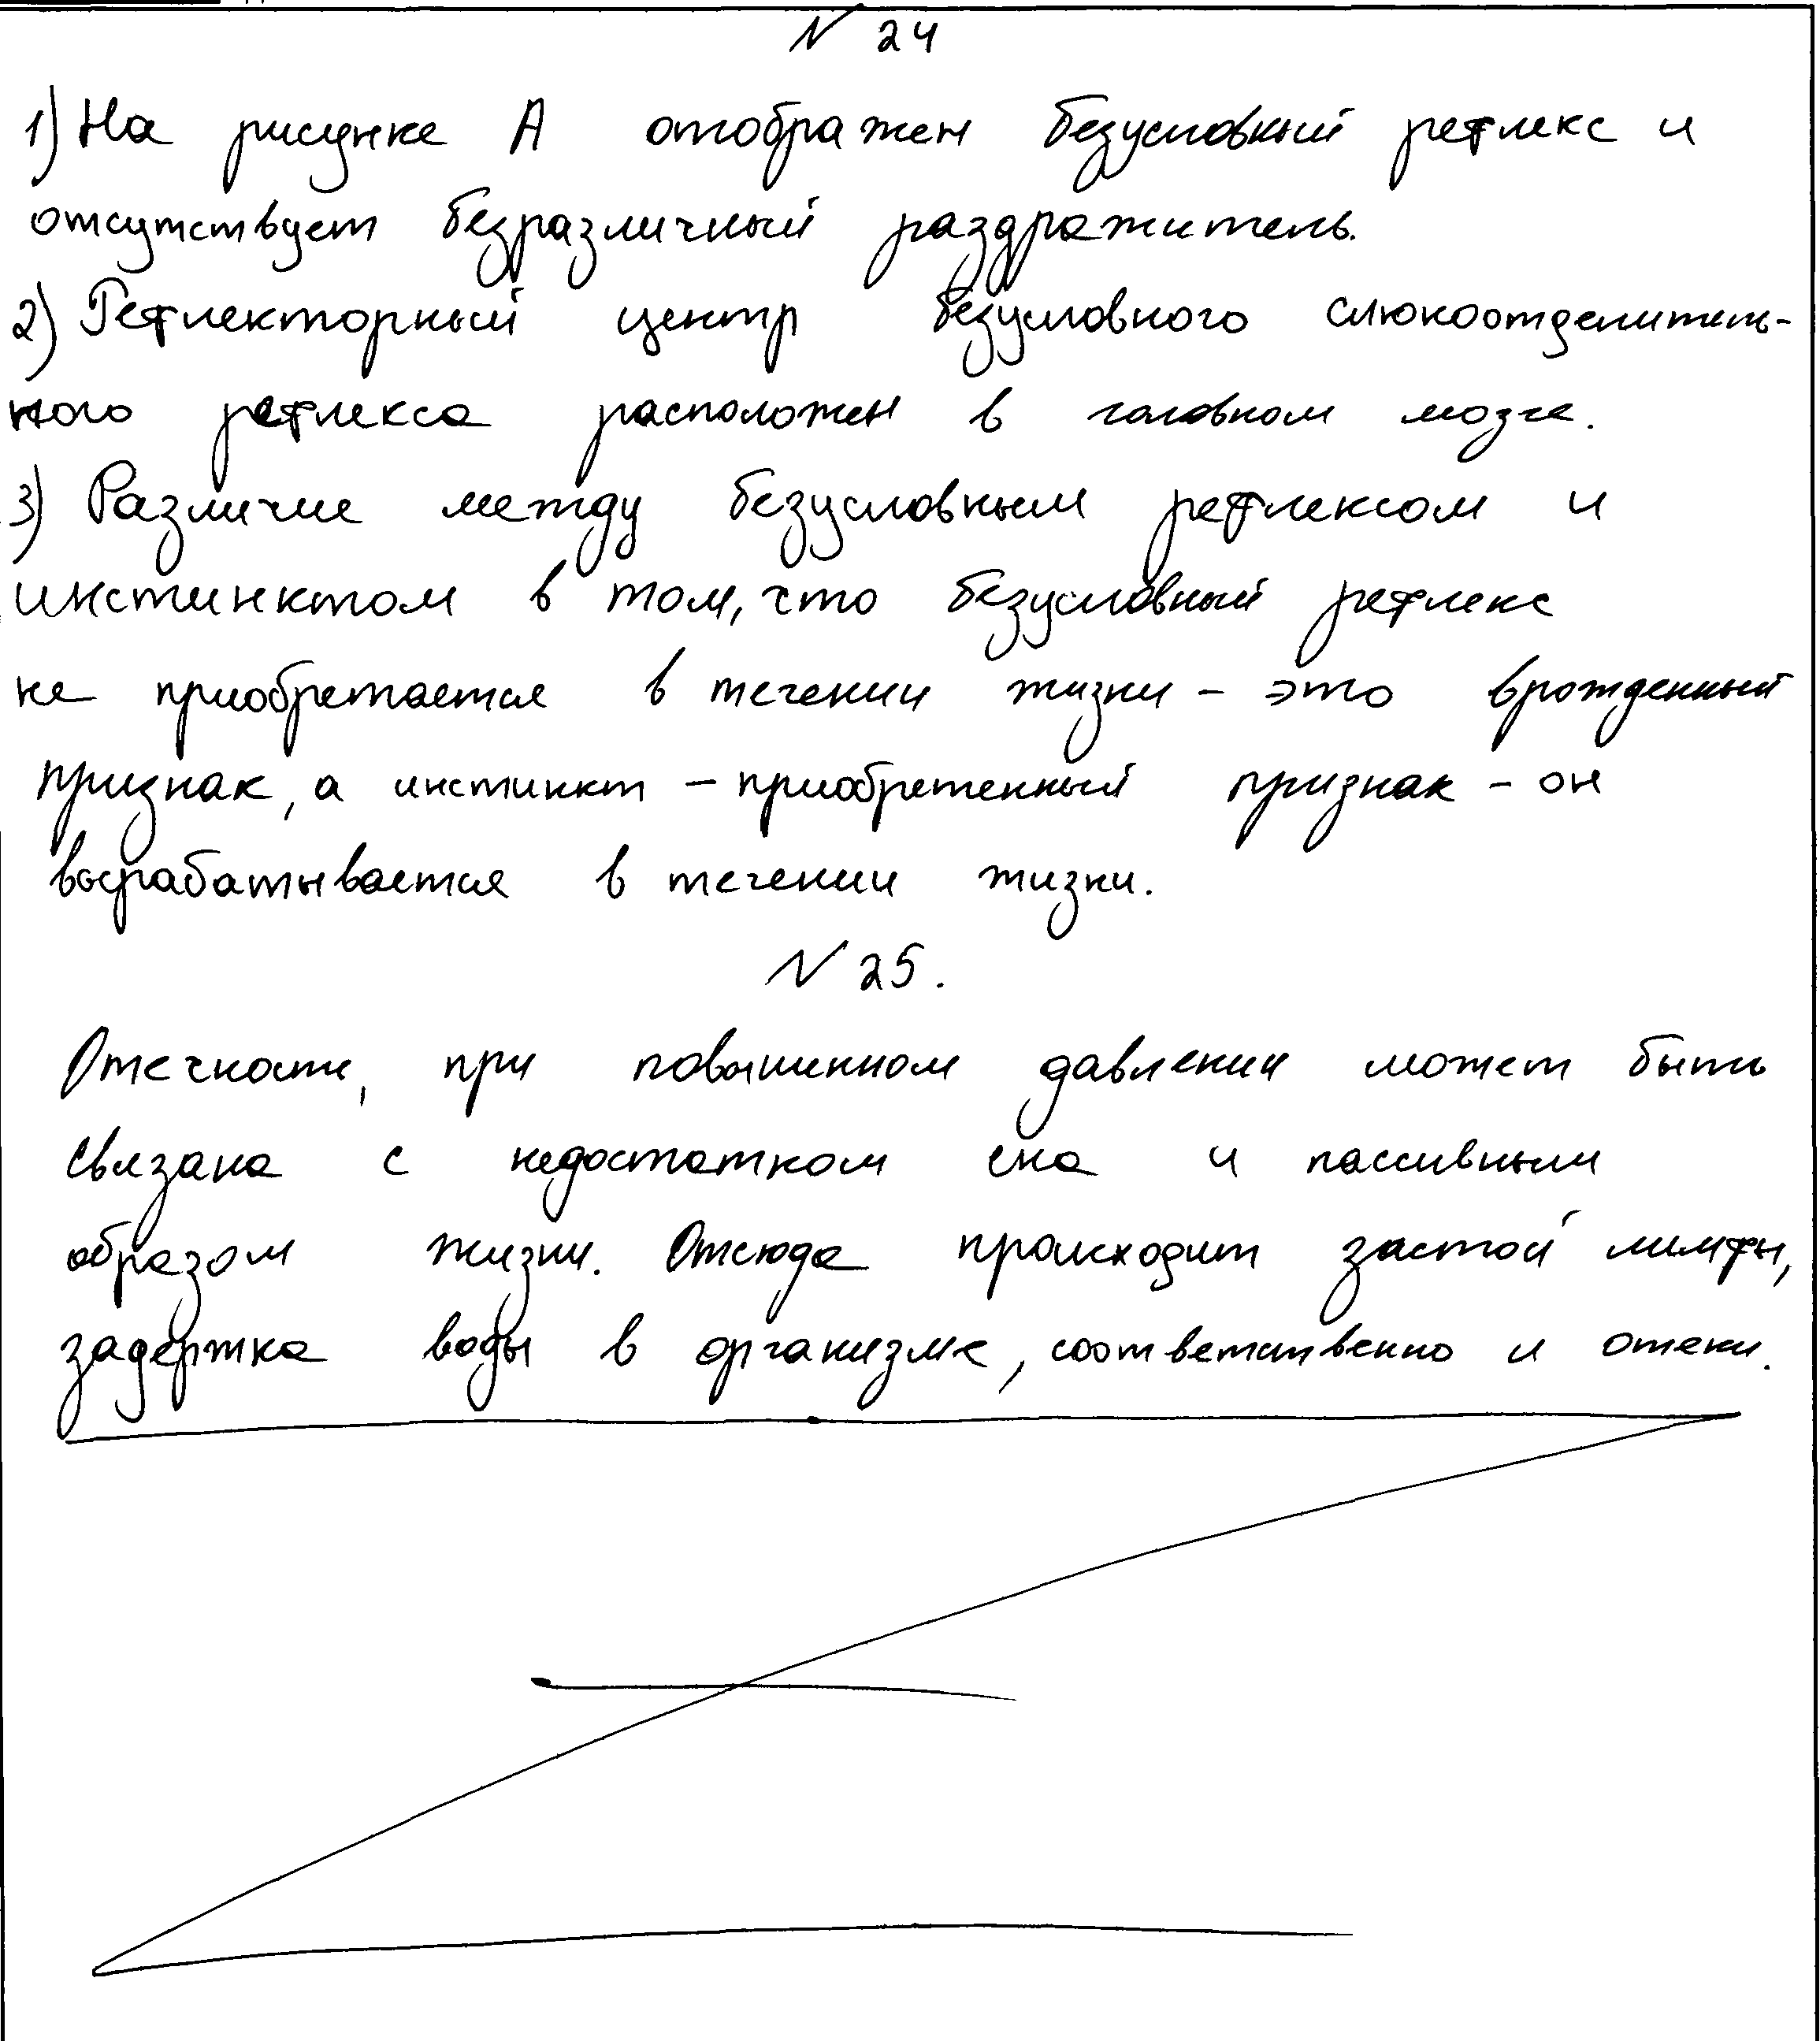 N 24
1) На рисунке А отображен безусловный рефлекс и
отсутствует безразличный раздражитель.
2) Рефлекторный центр безусловного слюноотделитель-
ного рефлекса расположен в головном мозге.
3) Различие между безусловным рефлексом и
инстинктом в том, что безусловный рефлекс
не приобретается в течении жизни – это врожденный
признак, а инстинкт – приобретенный признак – он
вырабатывается в течении жизни.
N 25.
Отечность, при повышенном давлении может быть
связана с недостатком сна и пассивным
образом жизни. Отсюда происходит застой лимфы,
задержка воды в организме, соответственно и отеки.